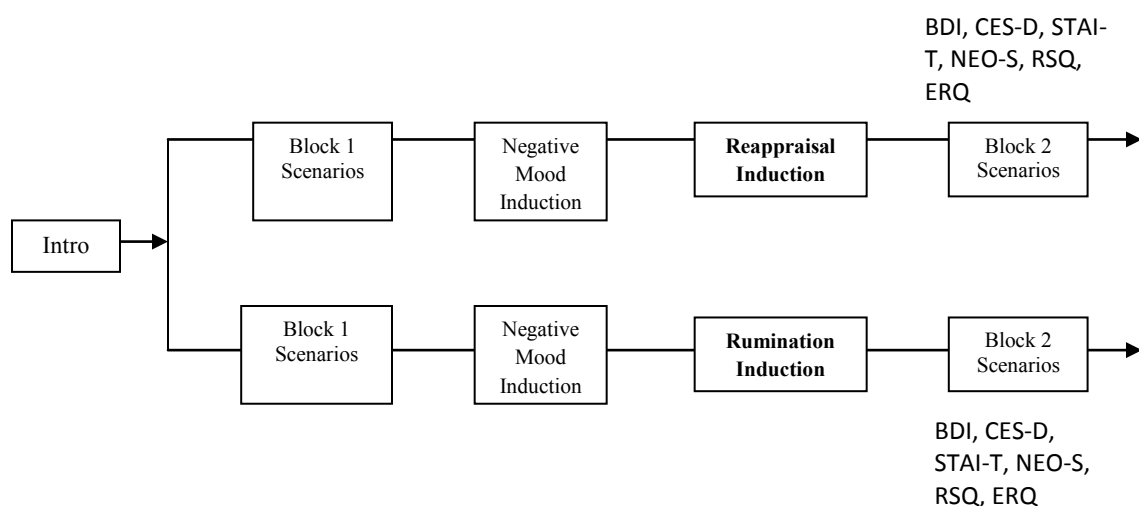 BDI, CES-D, STAI-
T, NEO-S, RSQ,
ERQ
Block 1
Scenarios
Negative
Mood
Induction
Reappraisal
Induction
Block 2
Scenarios
Intro
Block 1
Scenarios
Negative
Mood
Induction
Rumination
Induction
Block 2
Scenarios
BDI, CES-D,
STAI-T, NEO-S,
RSQ, ERQ